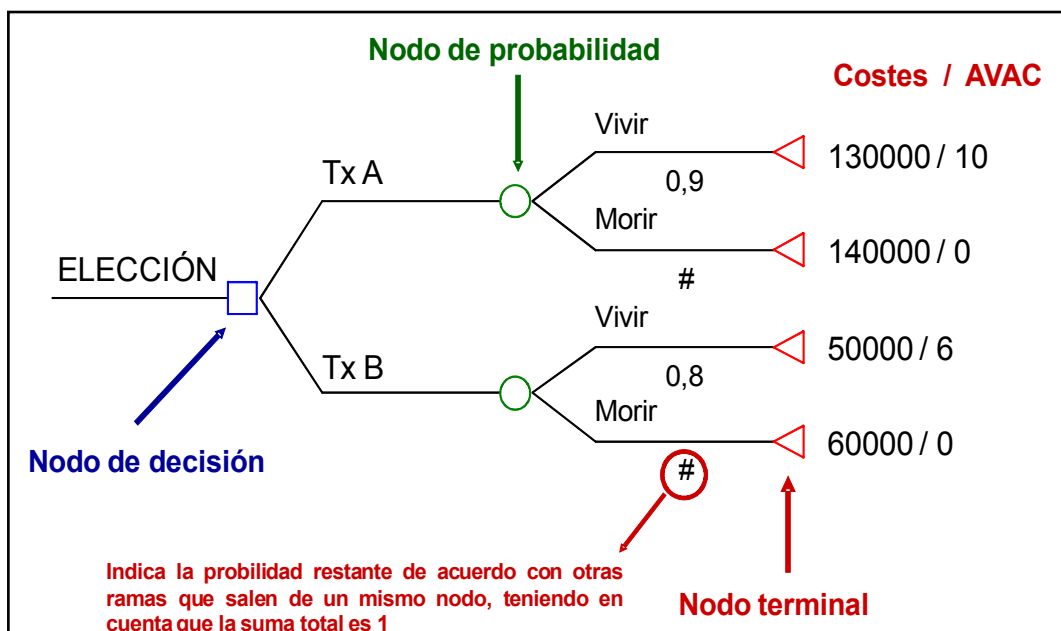 Nodo de probabilidad
Costes / AVAC
Vivir
130000 / 10
0,9
Tx A
Morir
140000 / 0
#
ELECCIÓN
Vivir
50000 / 6
0,8
Tx B
Morir
60000 / 0
#
Nodo de decisión
Indica la probilidad restante de acuerdo con otras
ramas que salen de un mismo nodo, teniendo en
cuenta que la suma total es 1
Nodo terminal